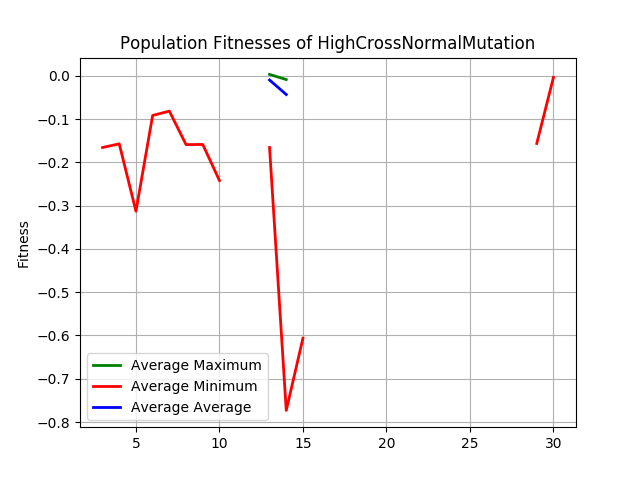 Population Fitnesses of HighCrossNormalMutation
0.0
−0.1
−0.2
−0.3
−0.4
−0.5
−0.6
−0.7
−0.8
Fitness
Average Maximum
Average Minimum
Average Average
5 10 15 20 25 30